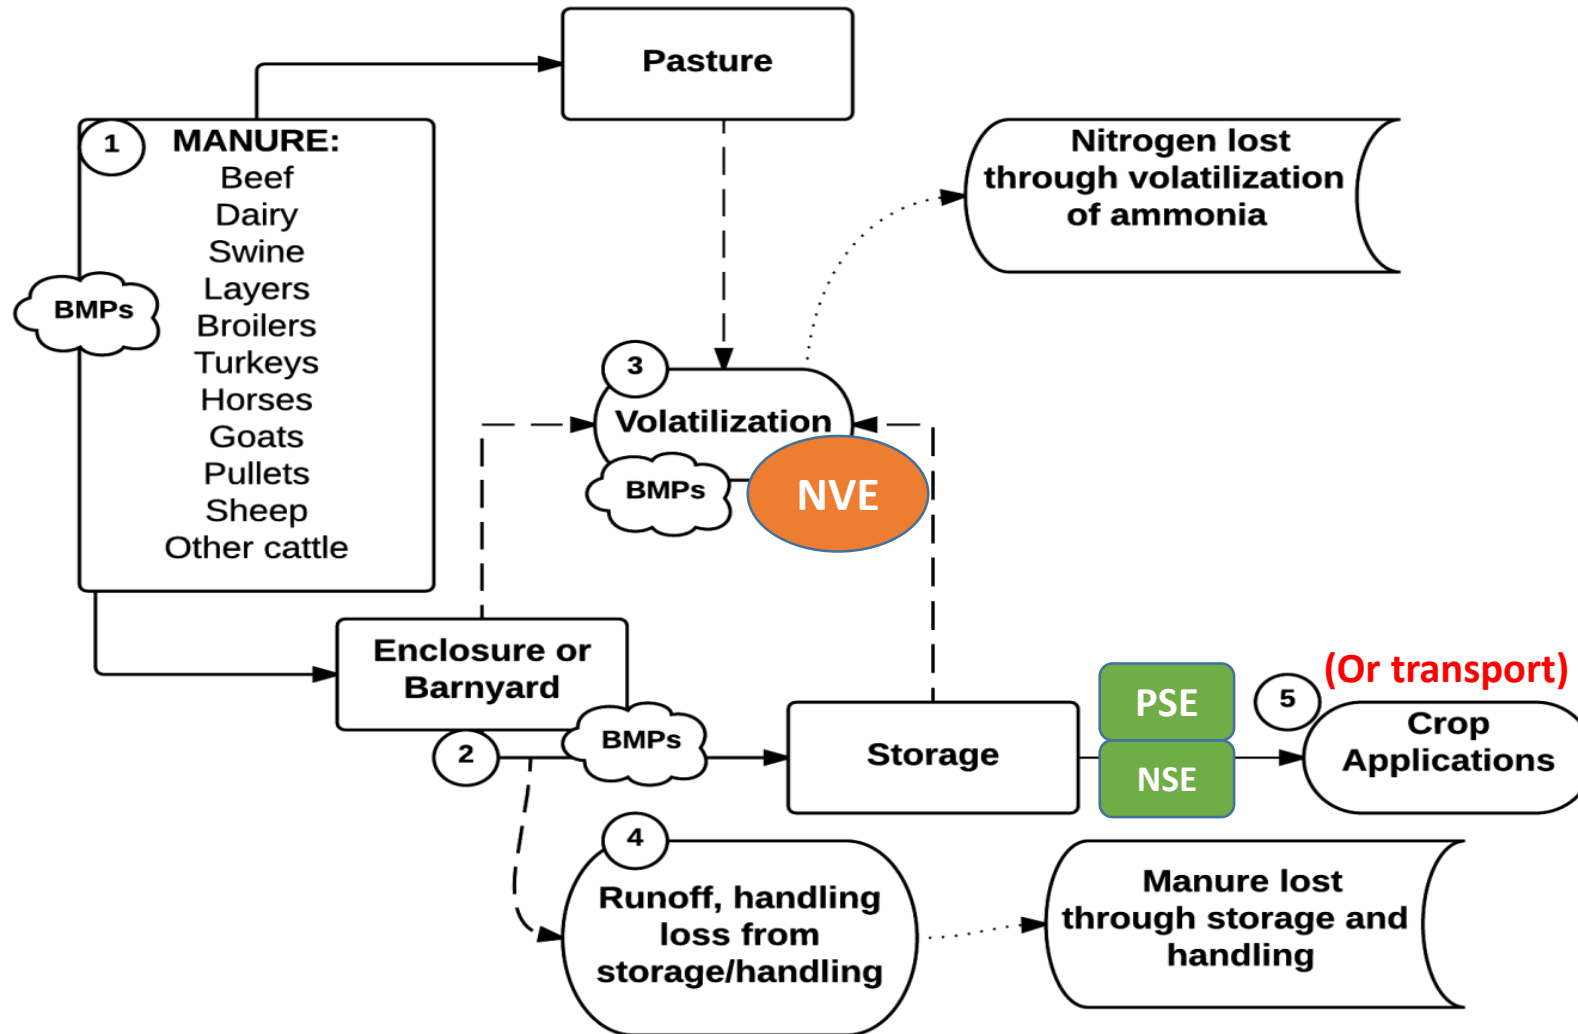 Pasture
1
MANURE:
Beef
Dairy
Swine
Layers
Broilers
Turkeys
Horses
Goats
Pullets
Sheep
Other cattle
BMPs
Nitrogen lost
through volatilization
of ammonia
3
Volatilization
BMPs
NVE
Enclosure or
Barnyard
2
BMPs
Storage
PSE
NSE
(Or transport)
5
Crop
Applications
4
Runoff, handling
loss from
storage/handling
Manure lost
through storage and
handling